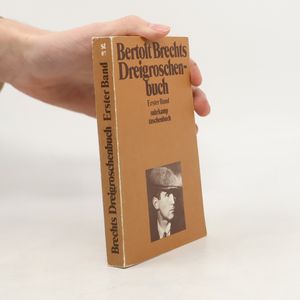 Bertolt Brechts
Dreigroschen-
buch
Erster Band
suhrkamp
taschenbuch
Brechts Dreigroschenbuch Erster Band